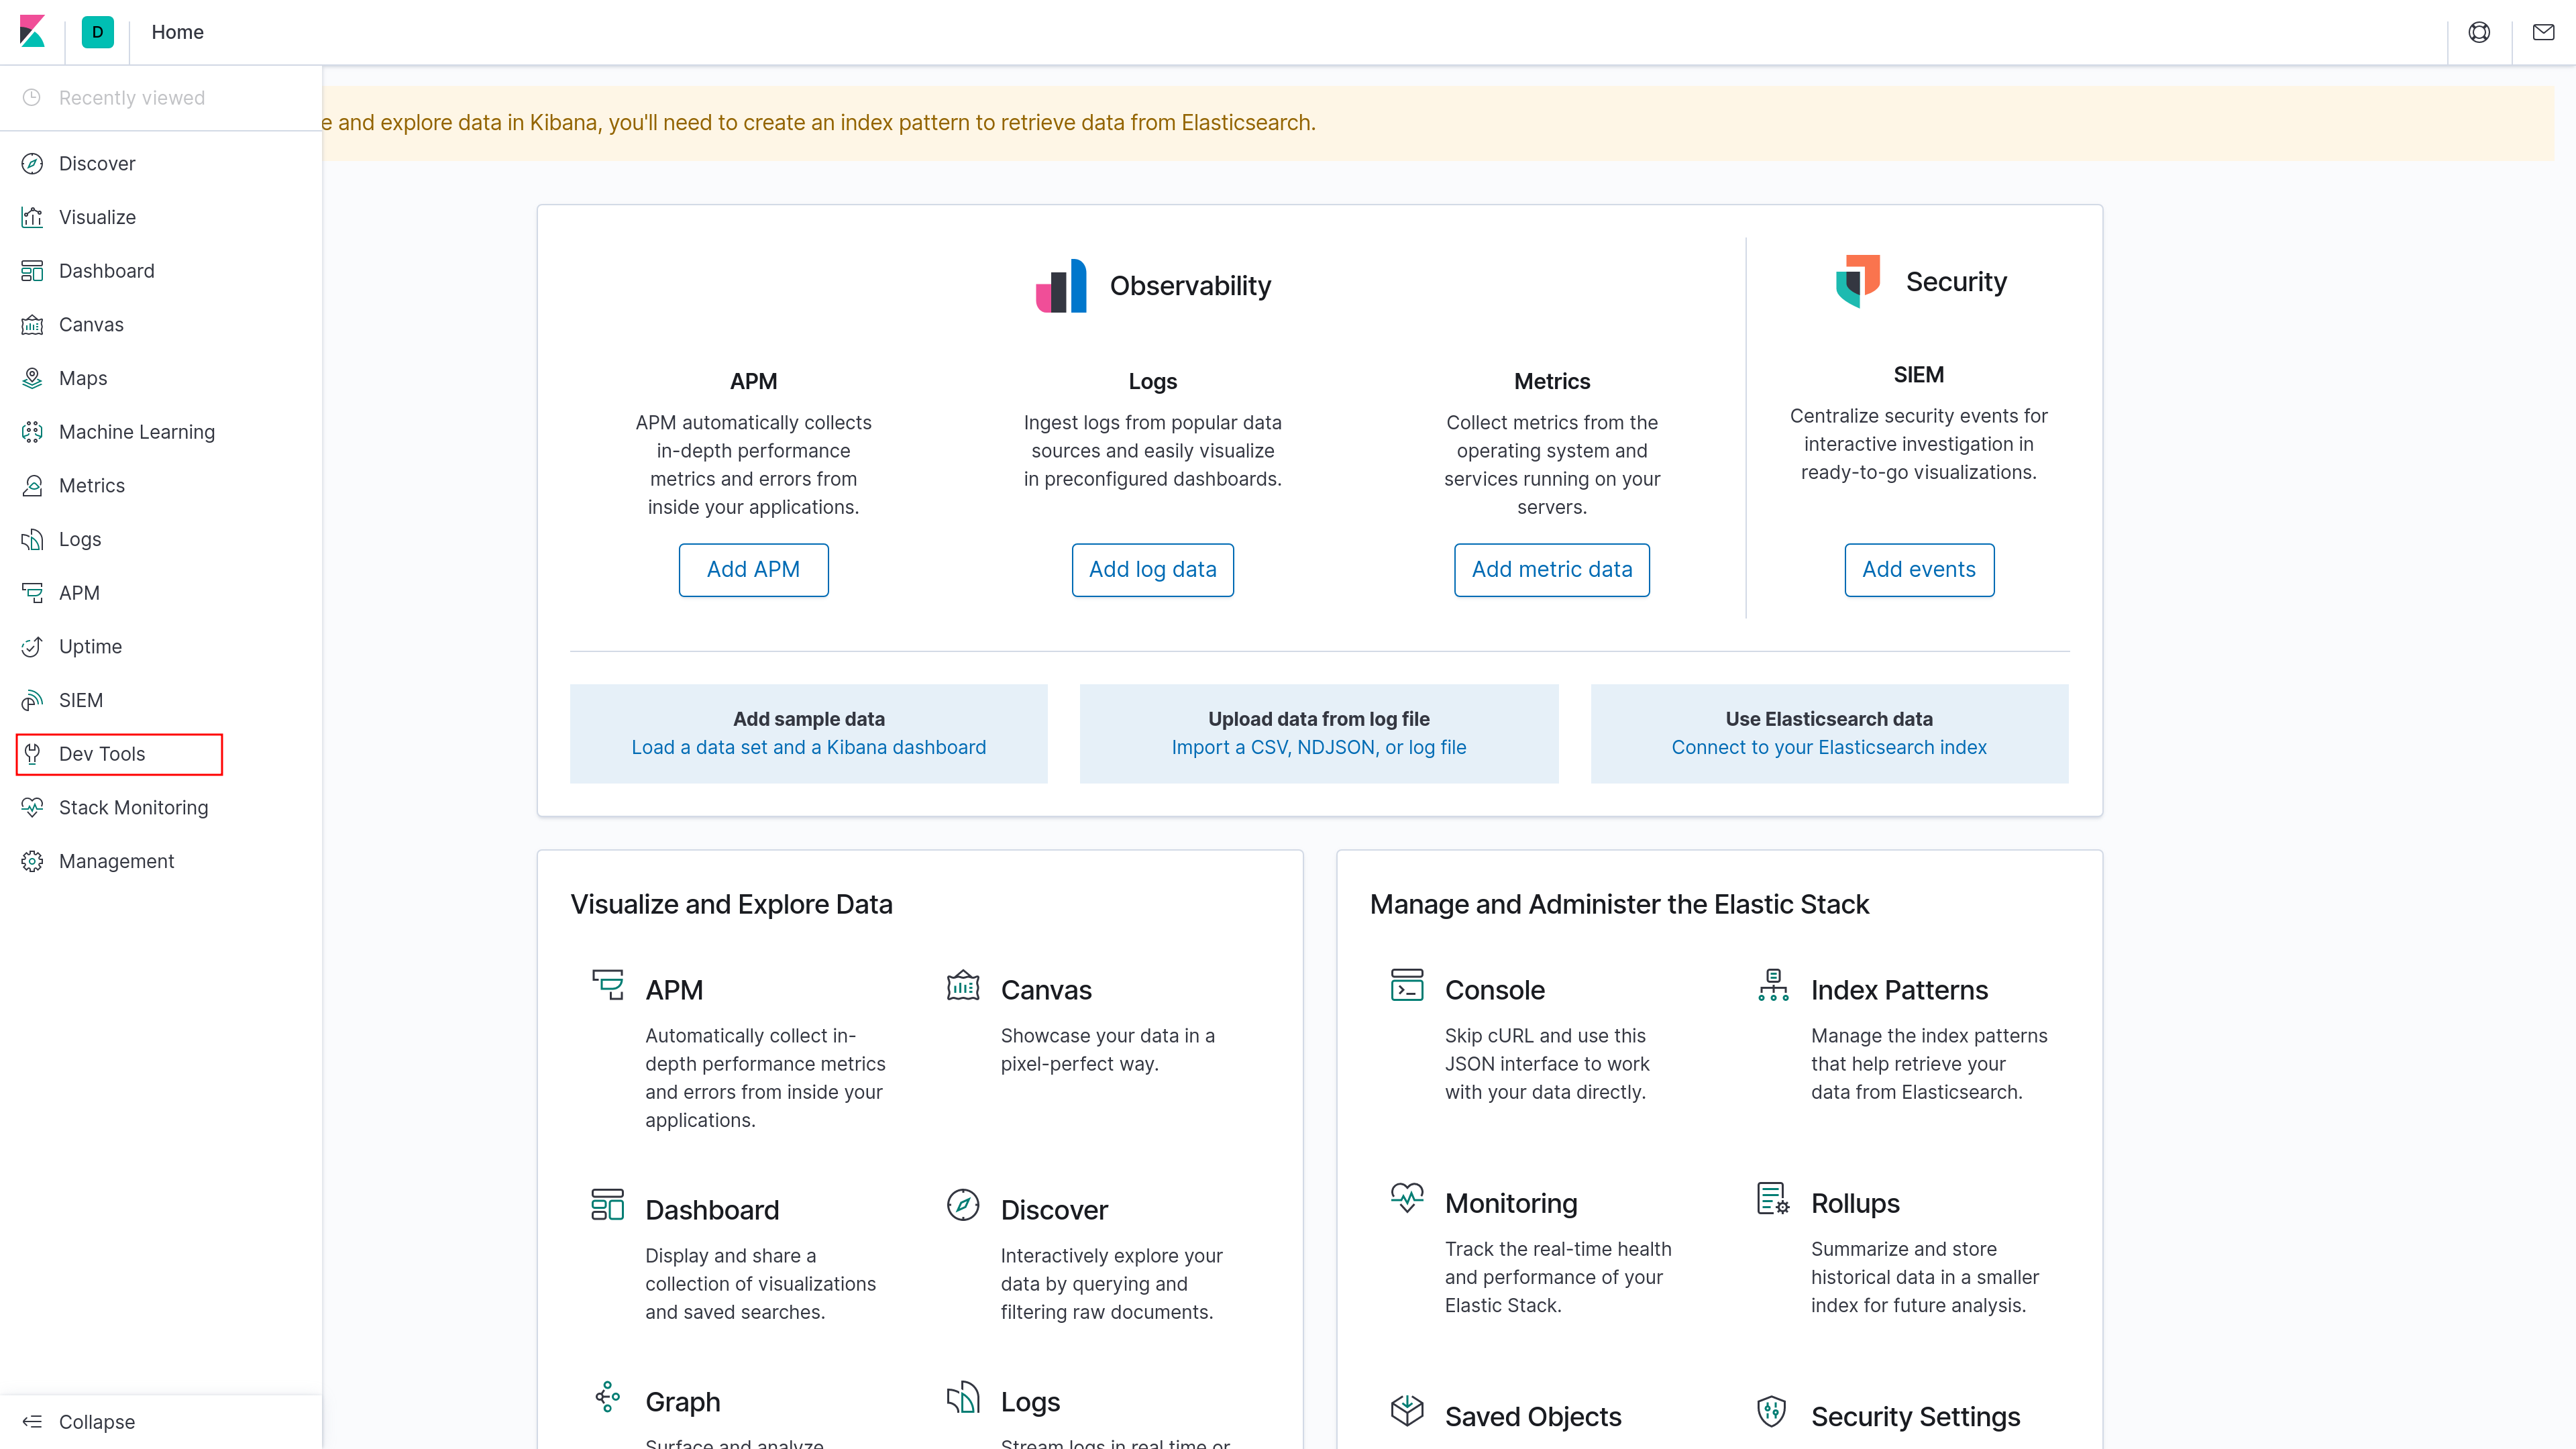 D
Home
Recently viewed
Discover
Visualize
Dashboard
Canvas
Maps
Machine Learning
Metrics
Logs
APM
Uptime
SIEM
Dev Tools
Stack Monitoring
Management
Collapse
e and explore data in Kibana, you'll need to create an index pattern to retrieve data from Elasticsearch.
Observability
APM
APM automatically collects
in-depth performance
metrics and errors from
inside your applications.
Add APM
Logs
Ingest logs from popular data
sources and easily visualize
in preconfigured dashboards.
Add log data
Metrics
Collect metrics from the
operating system and
services running on your
servers.
Add metric data
Security
SIEM
Centralize security events for
interactive investigation in
ready-to-go visualizations.
Add events
Add sample data
Load a data set and a Kibana dashboard
Upload data from log file
Import a CSV, NDJSON, or log file
Use Elasticsearch data
Connect to your Elasticsearch index
Visualize and Explore Data
APM
Automatically collect in-
depth performance metrics
and errors from inside your
applications.
Canvas
Showcase your data in a
pixel-perfect way.
Dashboard
Display and share a
collection of visualizations
and saved searches.
Discover
Interactively explore your
data by querying and
filtering raw documents.
Graph
Surface and analyze
Logs
Stream logs in real time or
Manage and Administer the Elastic Stack
Console
Skip cURL and use this
JSON interface to work
with your data directly.
Index Patterns
Manage the index patterns
that help retrieve your
data from Elasticsearch.
Monitoring
Track the real-time health
and performance of your
Elastic Stack.
Rollups
Summarize and store
historical data in a smaller
index for future analysis.
Saved Objects
Security Settings